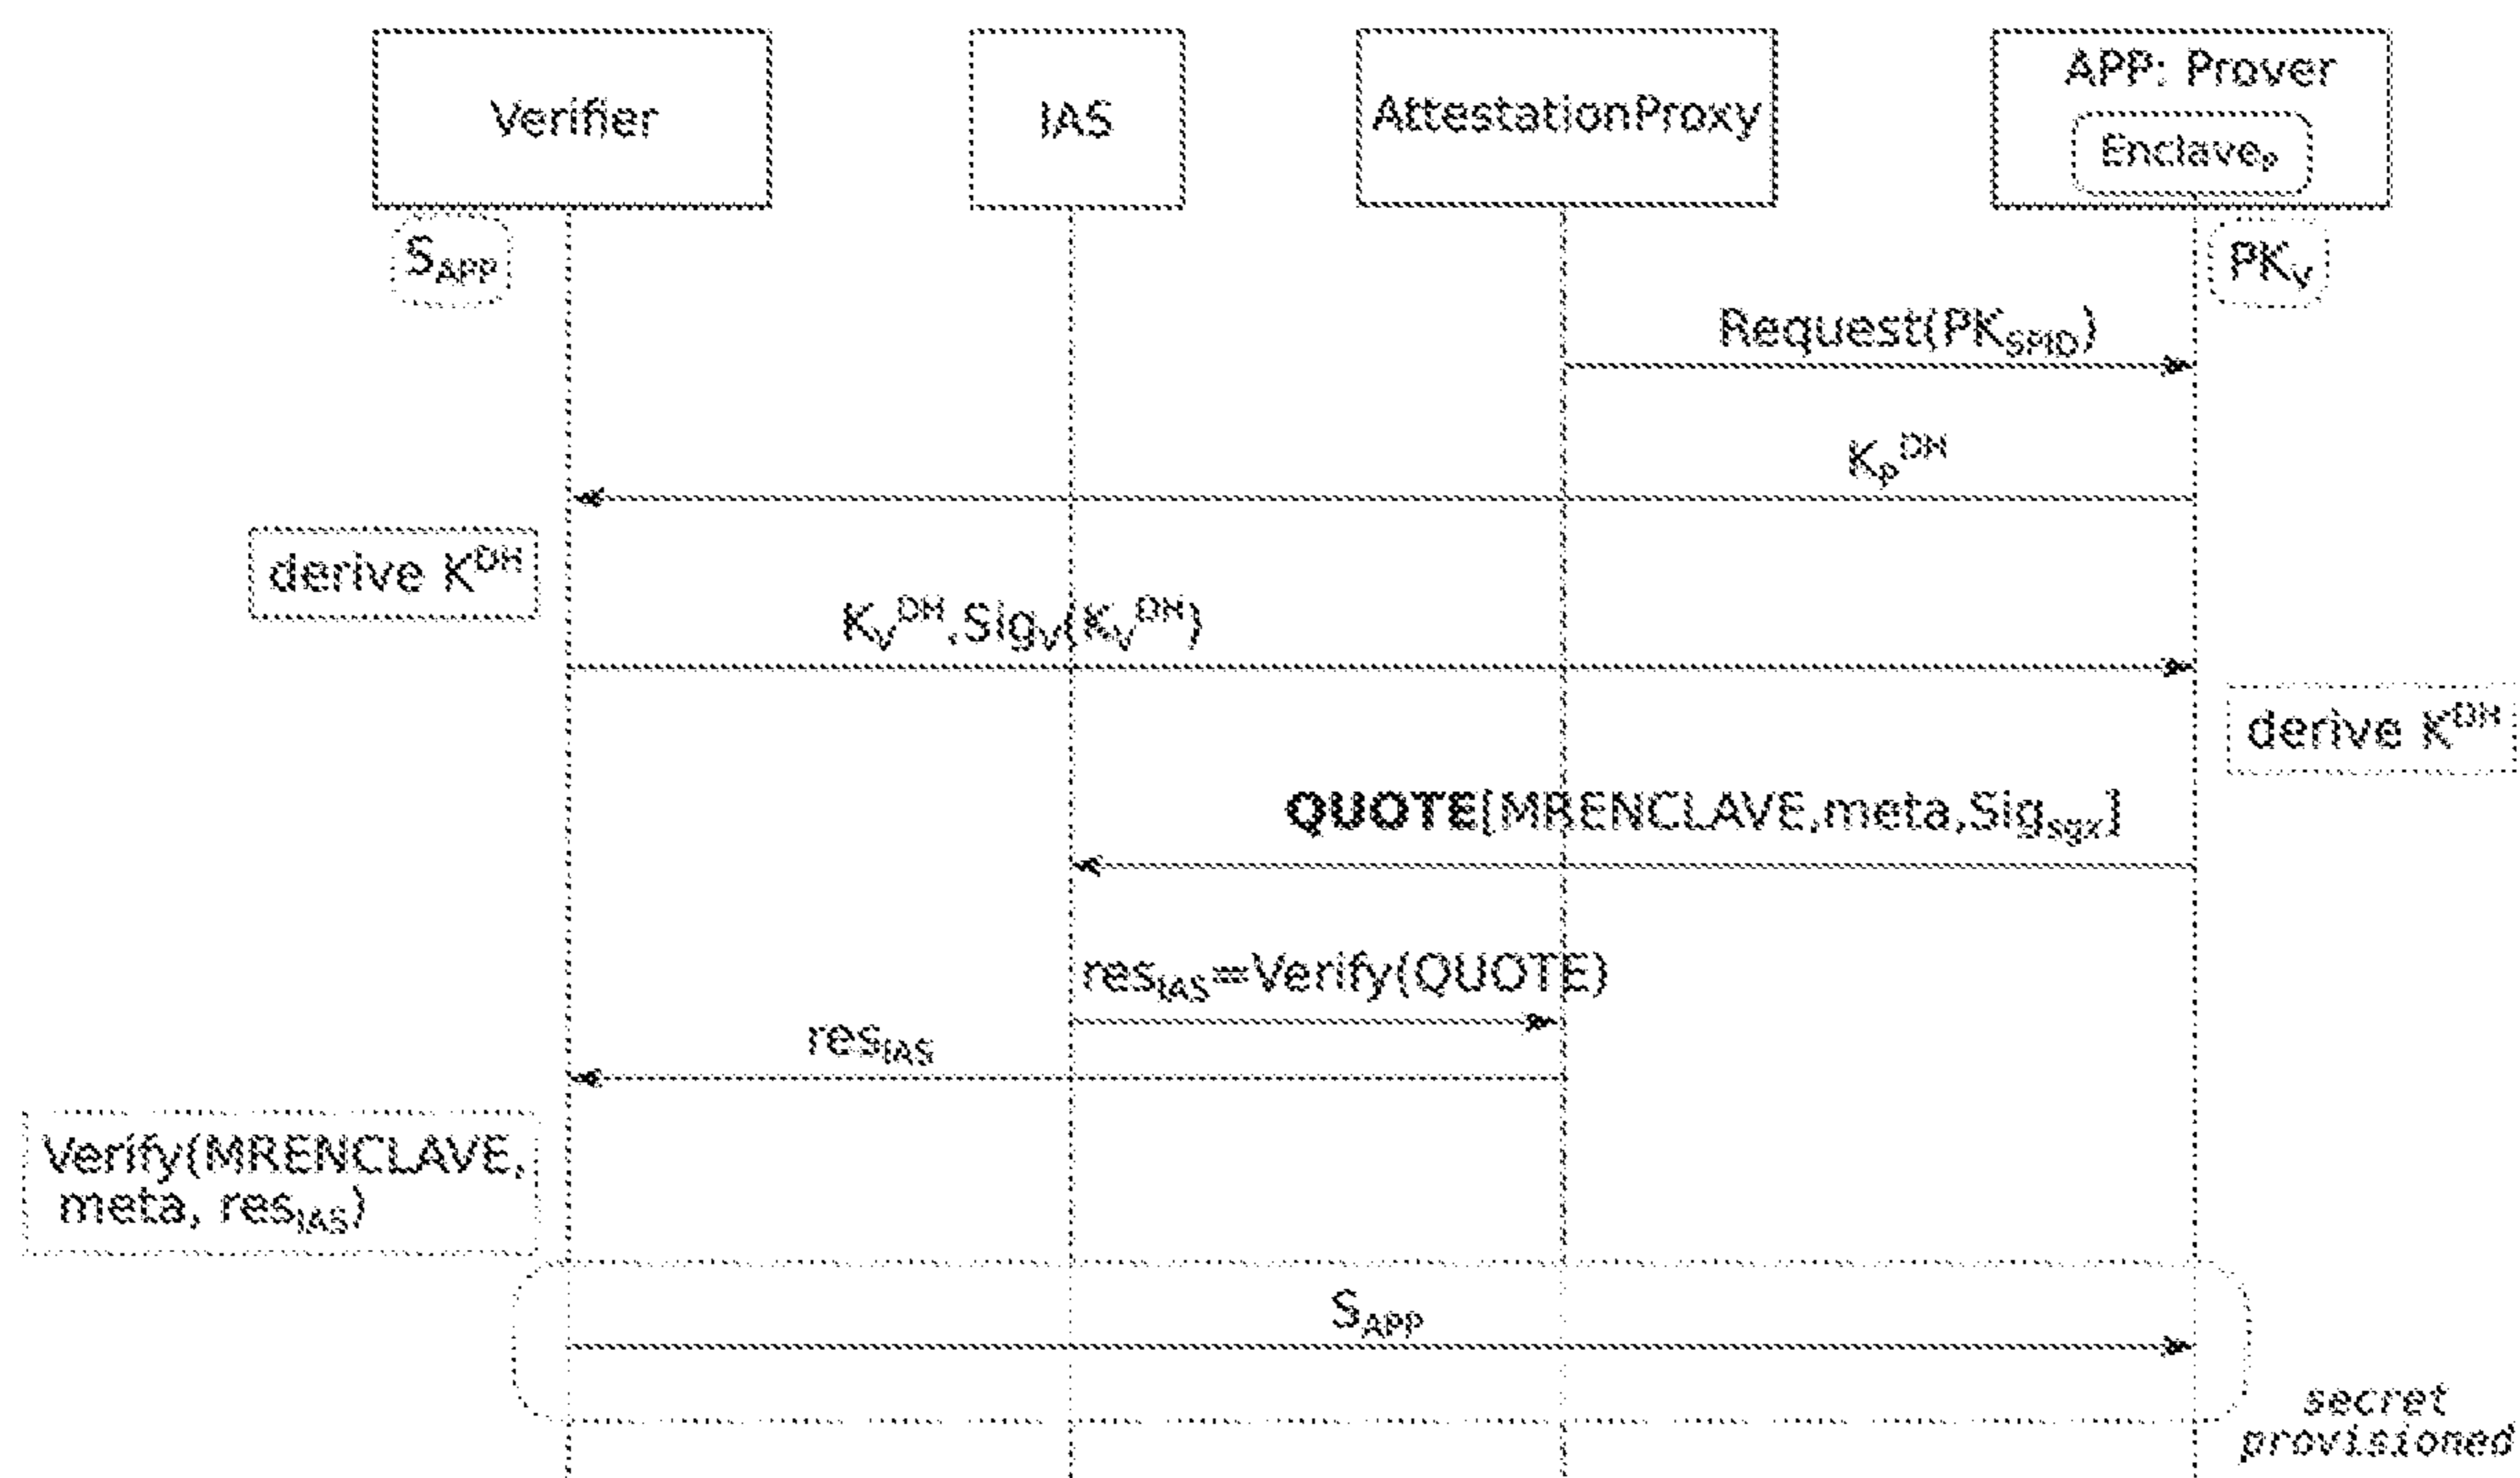 Verifier
IAS
AttestationProxy
APP: Prover
Enclaveₚ
S_APP
PK_V
Request(PK_SPID)
K_p^DH
derive K^DH
K_V^DH,Sig_V(K_V^DH)
derive K^DH
QUOTE[MRENCLAVE,meta,Sig_sgx]
res_IAS=Verify(QUOTE)
res_IAS
Verify(MRENCLAVE,
meta, res_IAS)
S_APP
secret
provisioned